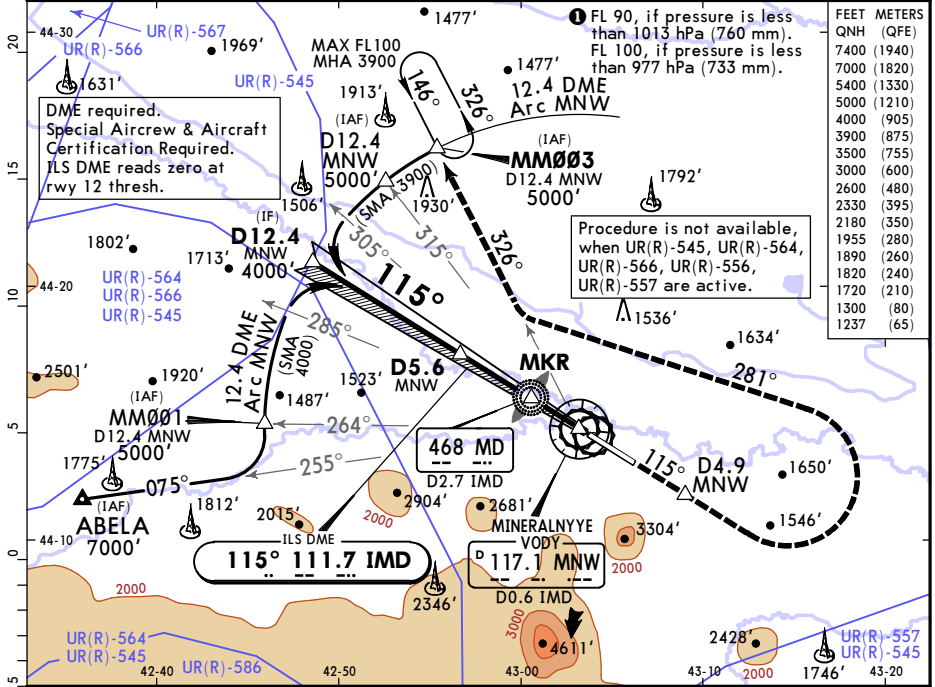 44-30
UR(R)-567
UR(R)-566
1969'
1631'
UR(R)-545
1477'
MAX FL100
MHA 3900
146°
326°
1477'
12.4 DME
Arc MNW
❶ FL 90, if pressure is less
than 1013 hPa (760 mm).
FL 100, if pressure is less
than 977 hPa (733 mm).
FEET METERS
QNH (QFE)
7400 (1940)
7000 (1820)
5400 (1330)
5000 (1210)
4000 (905)
3900 (875)
3500 (755)
3000 (600)
2600 (480)
2330 (395)
2180 (350)
1955 (280)
1890 (260)
1820 (240)
1720 (210)
1300 (80)
1237 (65)
DME required.
Special Aircrew & Aircraft
Certification Required.
ILS DME reads zero at
rwy 12 thresh.
1913'
(IAF)
D12.4
MNW
5000'
1506'
(SMA 3900)
1930'
(IAF)
MMØØ3
D12.4 MNW
5000'
1792'
Procedure is not available,
when UR(R)-545, UR(R)-564,
UR(R)-566, UR(R)-556,
UR(R)-557 are active.
1536'
(IF)
D12.4
MNW
4000'
305°
315°
326°
115°
1802'
1713'
44-20
UR(R)-564
UR(R)-566
UR(R)-545
285°
12.4 DME
Arc MNW
(SMA
4000)
D5.6
MNW
MKR
1634'
281°
2501'
1920'
1523'
1487'
(IAF)
MMØØ1
D12.4 MNW
5000'
264°
255°
468 MD
D2.7 IMD
115°
D4.9
MNW
1650'
1546'
1775'
075°
(IAF)
ABELA
7000'
1812'
2015'
2904'
2000
2681'
3304'
2000
44-10
ILS DME
115° 111.7 IMD
MINERALNYYE
VODY
D 117.1 MNW
D0.6 IMD
2346'
2000
3000
4611'
2428'
2000
1746'
UR(R)-564
UR(R)-545
UR(R)-586
UR(R)-557
UR(R)-545
42-40
42-50
43-00
43-10
43-20
20
15
10
5
0
5